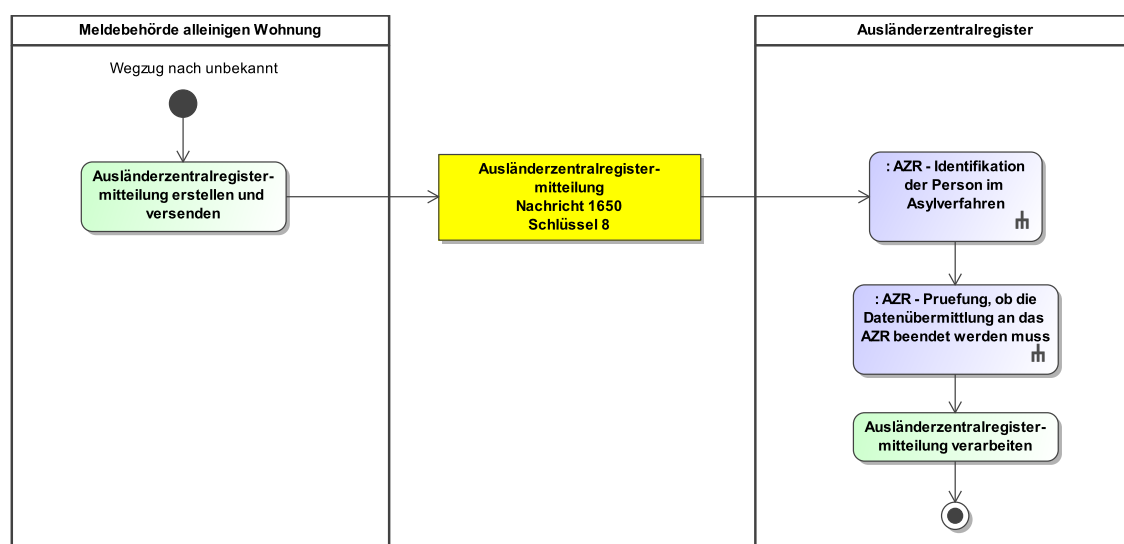 Meldebehörde alleinigen Wohnung
Wegzug nach unbekannt
Ausländerzentralregister-
mitteilung erstellen und
versenden
Ausländerzentralregister-
mitteilung
Nachricht 1650
Schlüssel 8
Ausländerzentralregister
: AZR - Identifikation
der Person im
Asylverfahren
: AZR - Pruefung, ob die
Datenübermittlung an das
AZR beendet werden muss
Ausländerzentralregister-
mitteilung verarbeiten